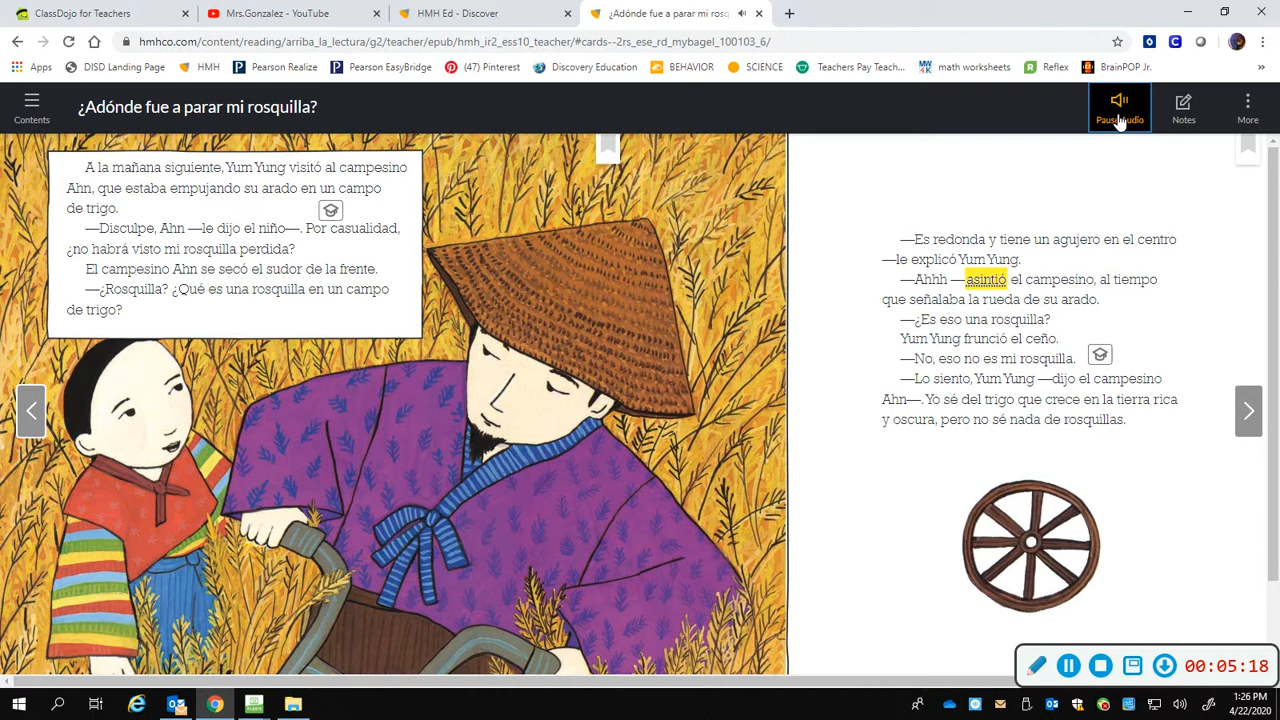 ClassDojo for Teachers
Mrs.Gonzalez - YouTube
HMH Ed - Discover
¿Adónde fue a parar mi rosq
hmhco.com/content/reading/arriba_la_lectura/g2/teacher/epub/hmh_ir2_ess10_teacher/#cards--2rs_ese_rd_mybagel_100103_6/
Apps
DISD Landing Page
HMH
Pearson Realize
Pearson EasyBridge
(47) Pinterest
Discovery Education
BEHAVIOR
SCIENCE
Teachers Pay Teach...
math worksheets
Reflex
BrainPOP Jr.
Contents
¿Adónde fue a parar mi rosquilla?
Pause Audio
Notes
More
A la mañana siguiente, Yum Yung visitó al campesino
Ahn, que estaba empujando su arado en un campo
de trigo.
—Disculpe, Ahn —le dijo el niño—. Por casualidad,
¿no habrá visto mi rosquilla perdida?
El campesino Ahn se secó el sudor de la frente.
—¿Rosquilla? ¿Qué es una rosquilla en un campo
de trigo?
—Es redonda y tiene un agujero en el centro
—le explicó Yum Yung.
—Ahhh —asintió el campesino, al tiempo
que señalaba la rueda de su arado.
—¿Es eso una rosquilla?
Yum Yung frunció el ceño.
—No, eso no es mi rosquilla.
—Lo siento, Yum Yung —dijo el campesino
Ahn—. Yo sé del trigo que crece en la tierra rica
y oscura, pero no sé nada de rosquillas.
00:05:18
1:26 PM
4/22/2020